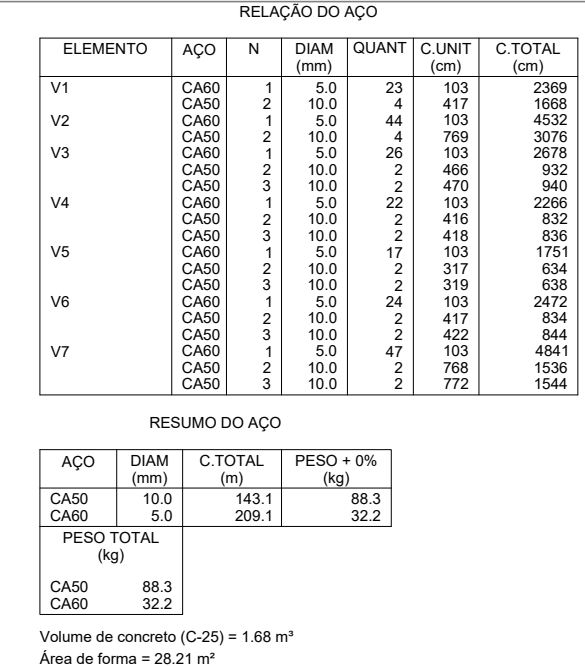 RELAÇÃO DO AÇO
ELEMENTO AÇO N DIAM QUANT C.UNIT C.TOTAL
(mm) (cm) (cm)
V1 CA60 1 5.0 23 103 2369
CA50 2 10.0 4 417 1668
V2 CA60 1 5.0 44 103 4532
CA50 2 10.0 4 769 3076
V3 CA60 1 5.0 26 103 2678
CA50 2 10.0 2 466 932
CA50 3 10.0 2 470 940
V4 CA60 1 5.0 22 103 2266
CA50 2 10.0 2 416 832
CA50 3 10.0 2 418 836
V5 CA60 1 5.0 17 103 1751
CA50 2 10.0 2 317 634
CA50 3 10.0 2 319 638
V6 CA60 1 5.0 24 103 2472
CA50 2 10.0 2 417 834
CA50 3 10.0 2 422 844
V7 CA60 1 5.0 47 103 4841
CA50 2 10.0 2 768 1536
CA50 3 10.0 2 772 1544
RESUMO DO AÇO
AÇO DIAM C.TOTAL PESO + 0%
(mm) (m) (kg)
CA50 10.0 143.1 88.3
CA60 5.0 209.1 32.2
PESO TOTAL
(kg)
CA50 88.3
CA60 32.2
Volume de concreto (C-25) = 1.68 m³
Área de forma = 28.21 m²